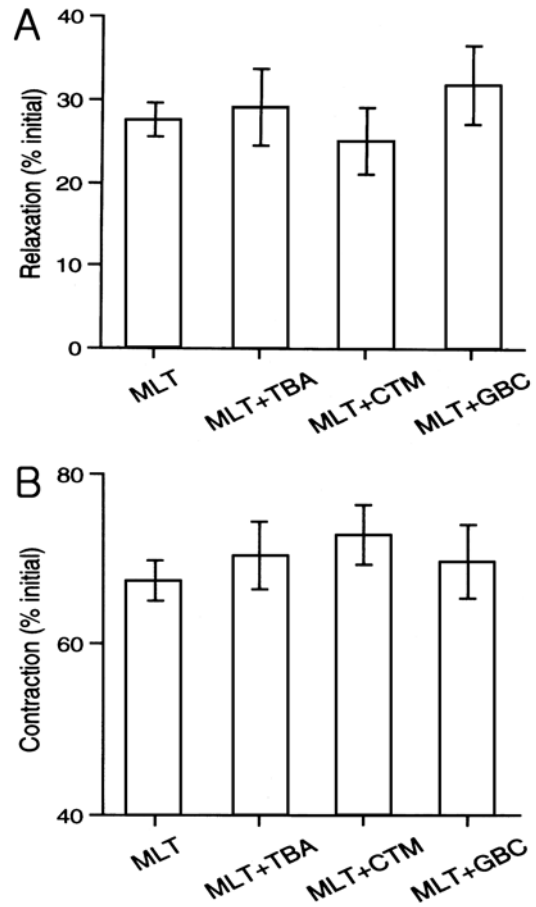 A
Relaxation (% initial)
40
30
20
10
0
MLT
MLT+TBA
MLT+CTM
MLT+GBC
B
Contraction (% initial)
80
60
40
MLT
MLT+TBA
MLT+CTM
MLT+GBC